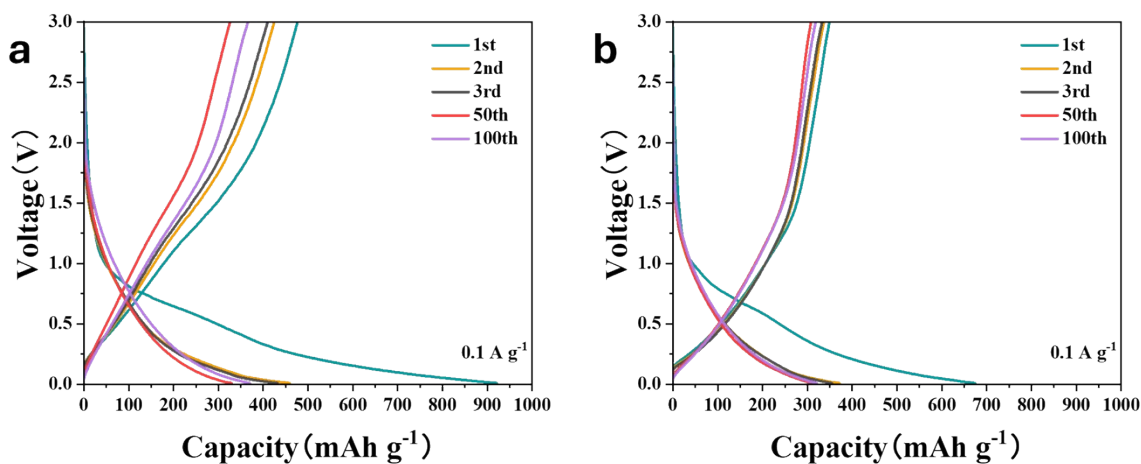 a
3.0
2.5
2.0
1.5
1.0
0.5
0.0
Voltage（V）
1st
2nd
3rd
50th
100th
0.1 A g⁻¹
0 100 200 300 400 500 600 700 800 900 1000
Capacity（mAh g⁻¹）
b
3.0
2.5
2.0
1.5
1.0
0.5
0.0
Voltage（V）
1st
2nd
3rd
50th
100th
0.1 A g⁻¹
0 100 200 300 400 500 600 700 800 900 1000
Capacity（mAh g⁻¹）